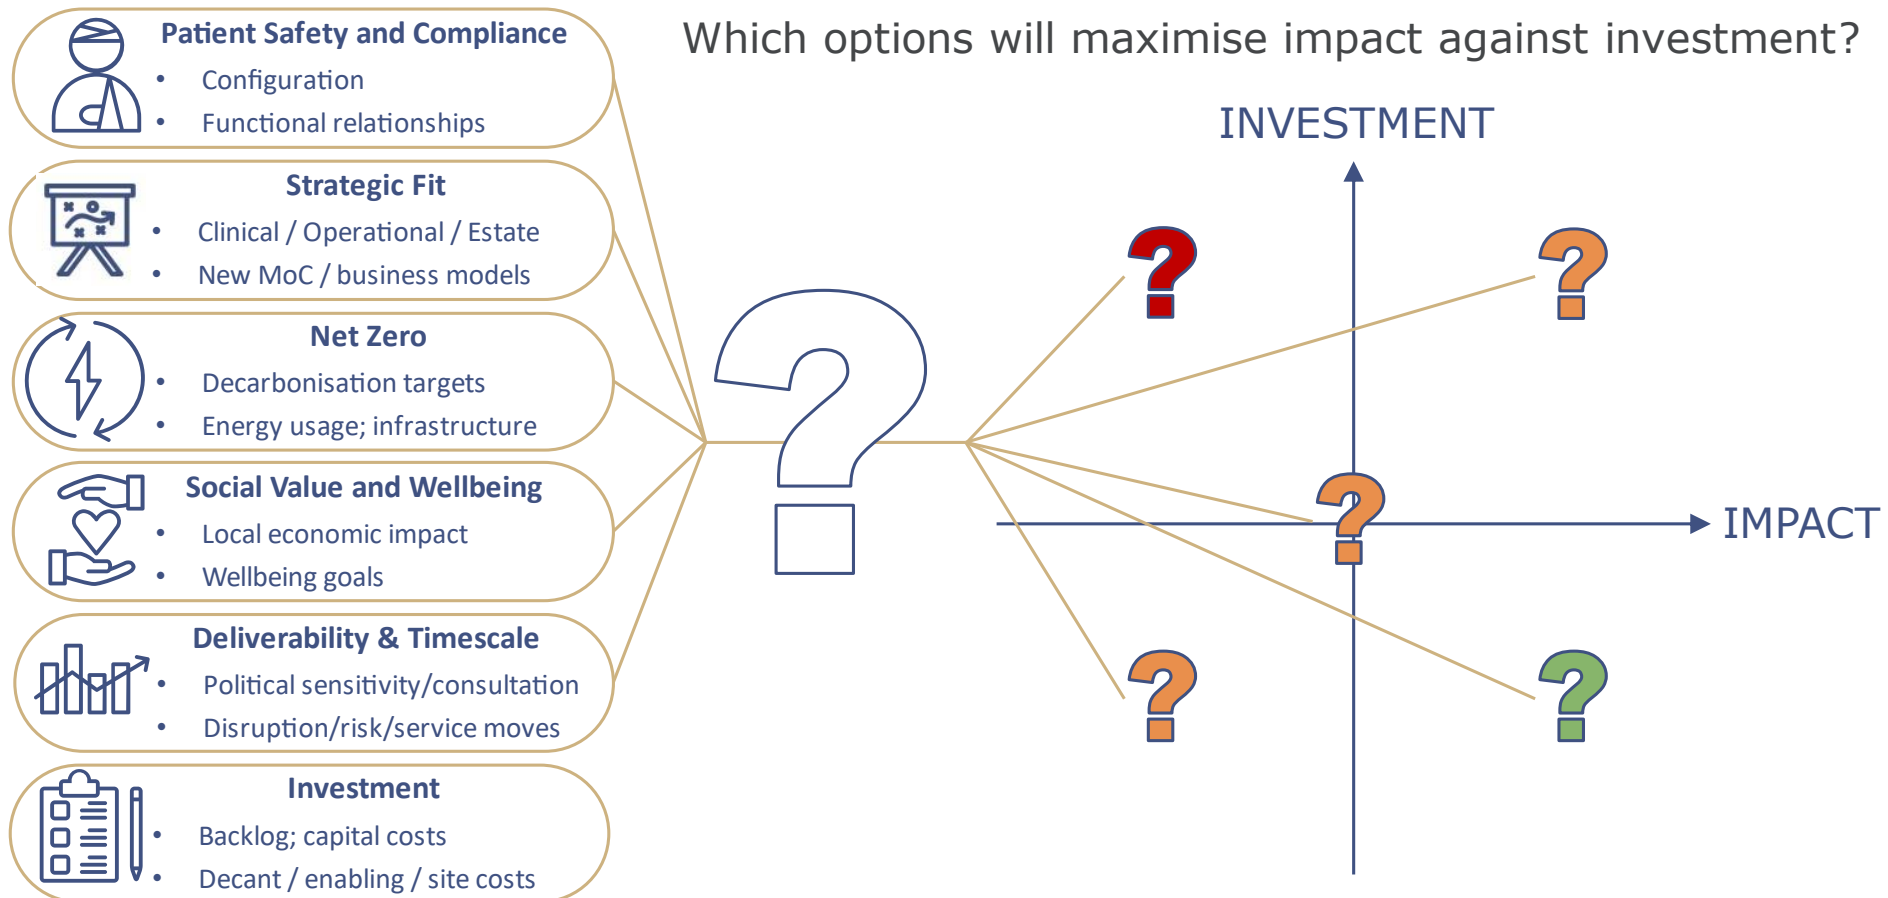 Which options will maximise impact against investment?
Patient Safety and Compliance
• Configuration
• Functional relationships
Strategic Fit
• Clinical / Operational / Estate
• New MoC / business models
Net Zero
• Decarbonisation targets
• Energy usage; infrastructure
Social Value and Wellbeing
• Local economic impact
• Wellbeing goals
Deliverability & Timescale
• Political sensitivity/consultation
• Disruption/risk/service moves
Investment
• Backlog; capital costs
• Decant / enabling / site costs
?
INVESTMENT
?
?
?
IMPACT
?
?